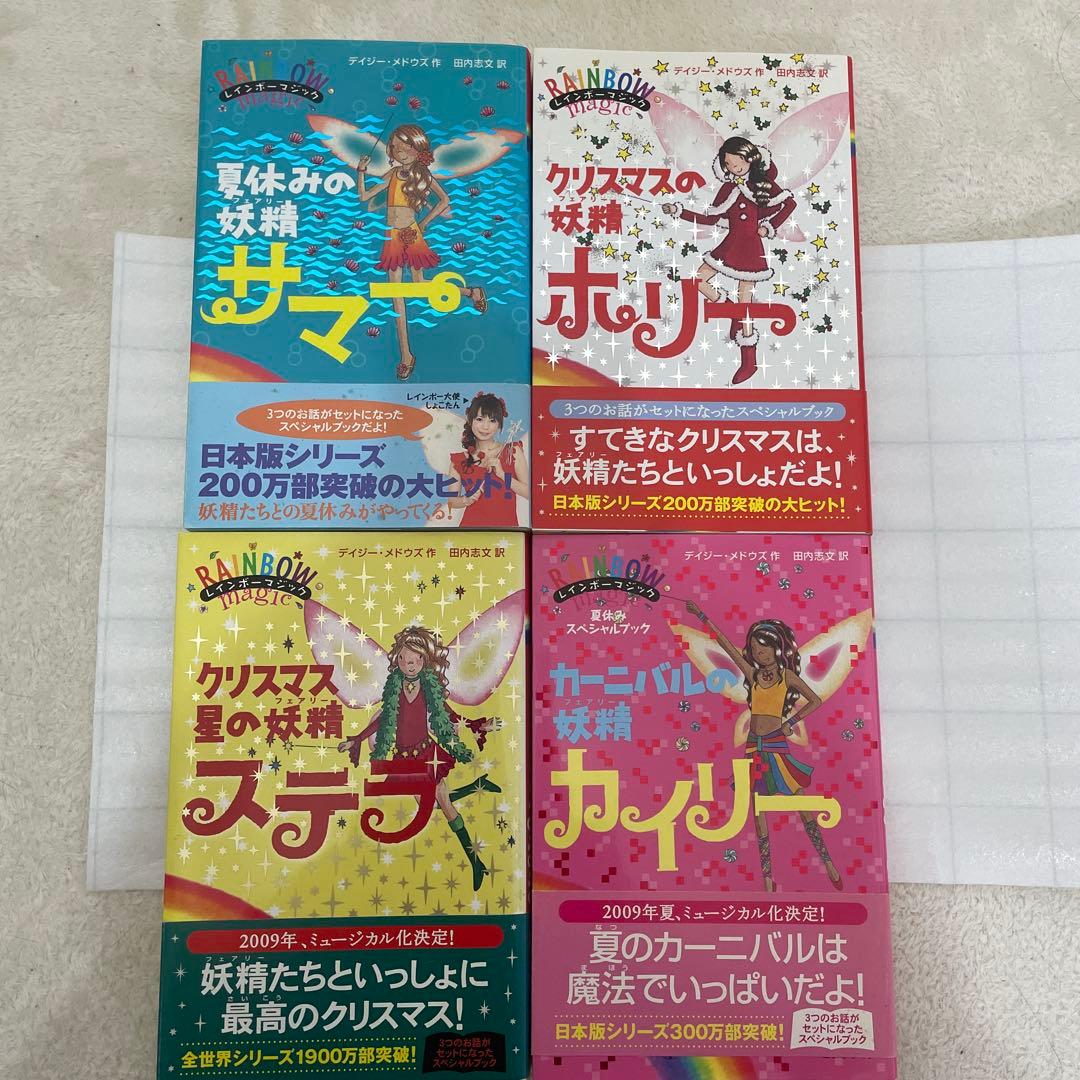 デイジー・メドウズ 作 田内志文 訳
RAINBOW
レインボーマジック
magic
夏休みの
フェアリー
妖精
サマー
レインボー大使
しょこたん
3つのお話がセットになった
スペシャルブックだよ!
日本版シリーズ
200万部突破の大ヒット!
妖精たちとの夏休みがやってくる!
デイジー・メドウズ 作 田内志文 訳
RAINBOW
レインボーマジック
magic
クリスマスの
フェアリー
妖精
ホリー
3つのお話がセットになったスペシャルブック
すてきなクリスマスは、
フェアリー
妖精たちといっしょだよ!
日本版シリーズ200万部突破の大ヒット!
デイジー・メドウズ 作 田内志文 訳
RAINBOW
レインボーマジック
magic
クリスマス
フェアリー
星の妖精
ステラ
2009年、ミュージカル化決定!
フェアリー
妖精たちといっしょに
さいこう
最高のクリスマス!
全世界シリーズ1900万部突破!
3つのお話が
セットになった
スペシャルブック
デイジー・メドウズ 作 田内志文 訳
RAINBOW
レインボーマジック
magic
夏休み
スペシャルブック
カーニバルの
フェアリー
妖精
カイリー
2009年夏、ミュージカル化決定!
なつ
夏のカーニバルは
まほう
魔法でいっぱいだよ!
日本版シリーズ300万部突破!
3つのお話が
セットになった
スペシャルブック